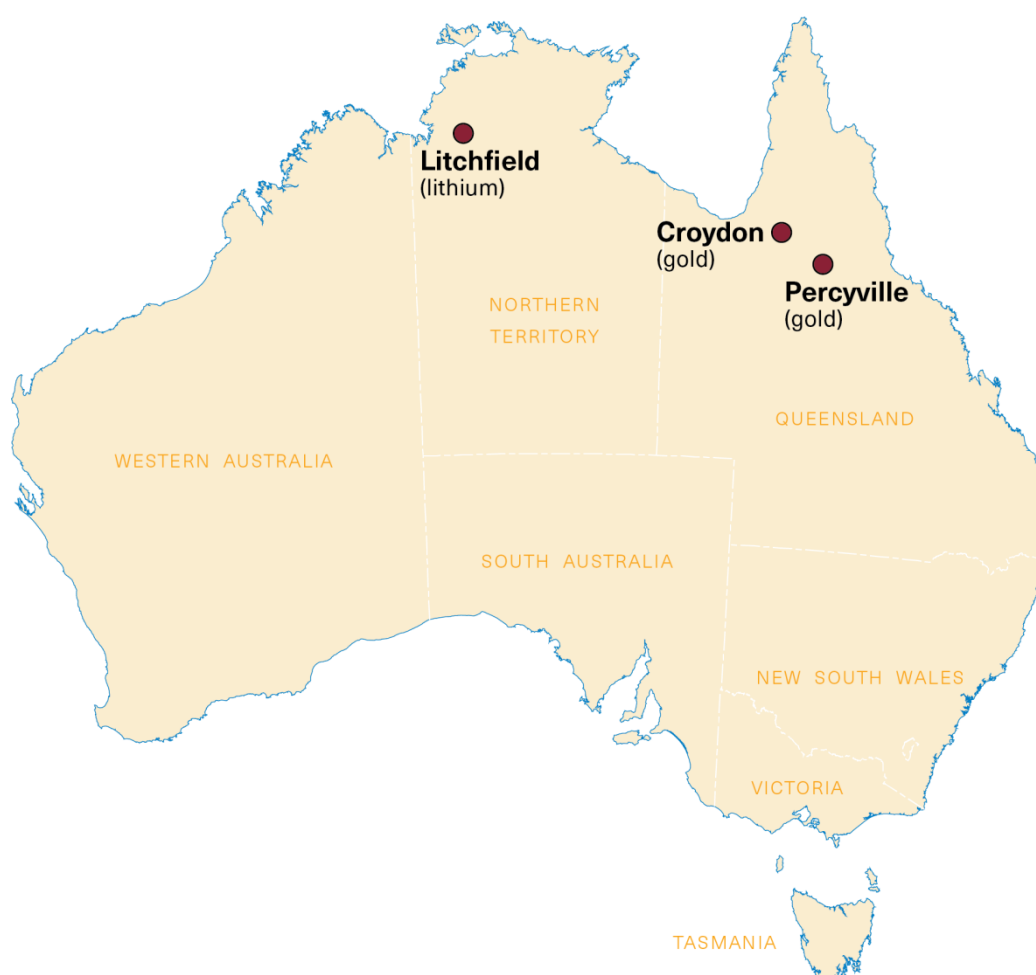 Litchfield
(lithium)
Croydon
(gold)
Percyville
(gold)
NORTHERN
TERRITORY
QUEENSLAND
WESTERN AUSTRALIA
SOUTH AUSTRALIA
NEW SOUTH WALES
VICTORIA
TASMANIA